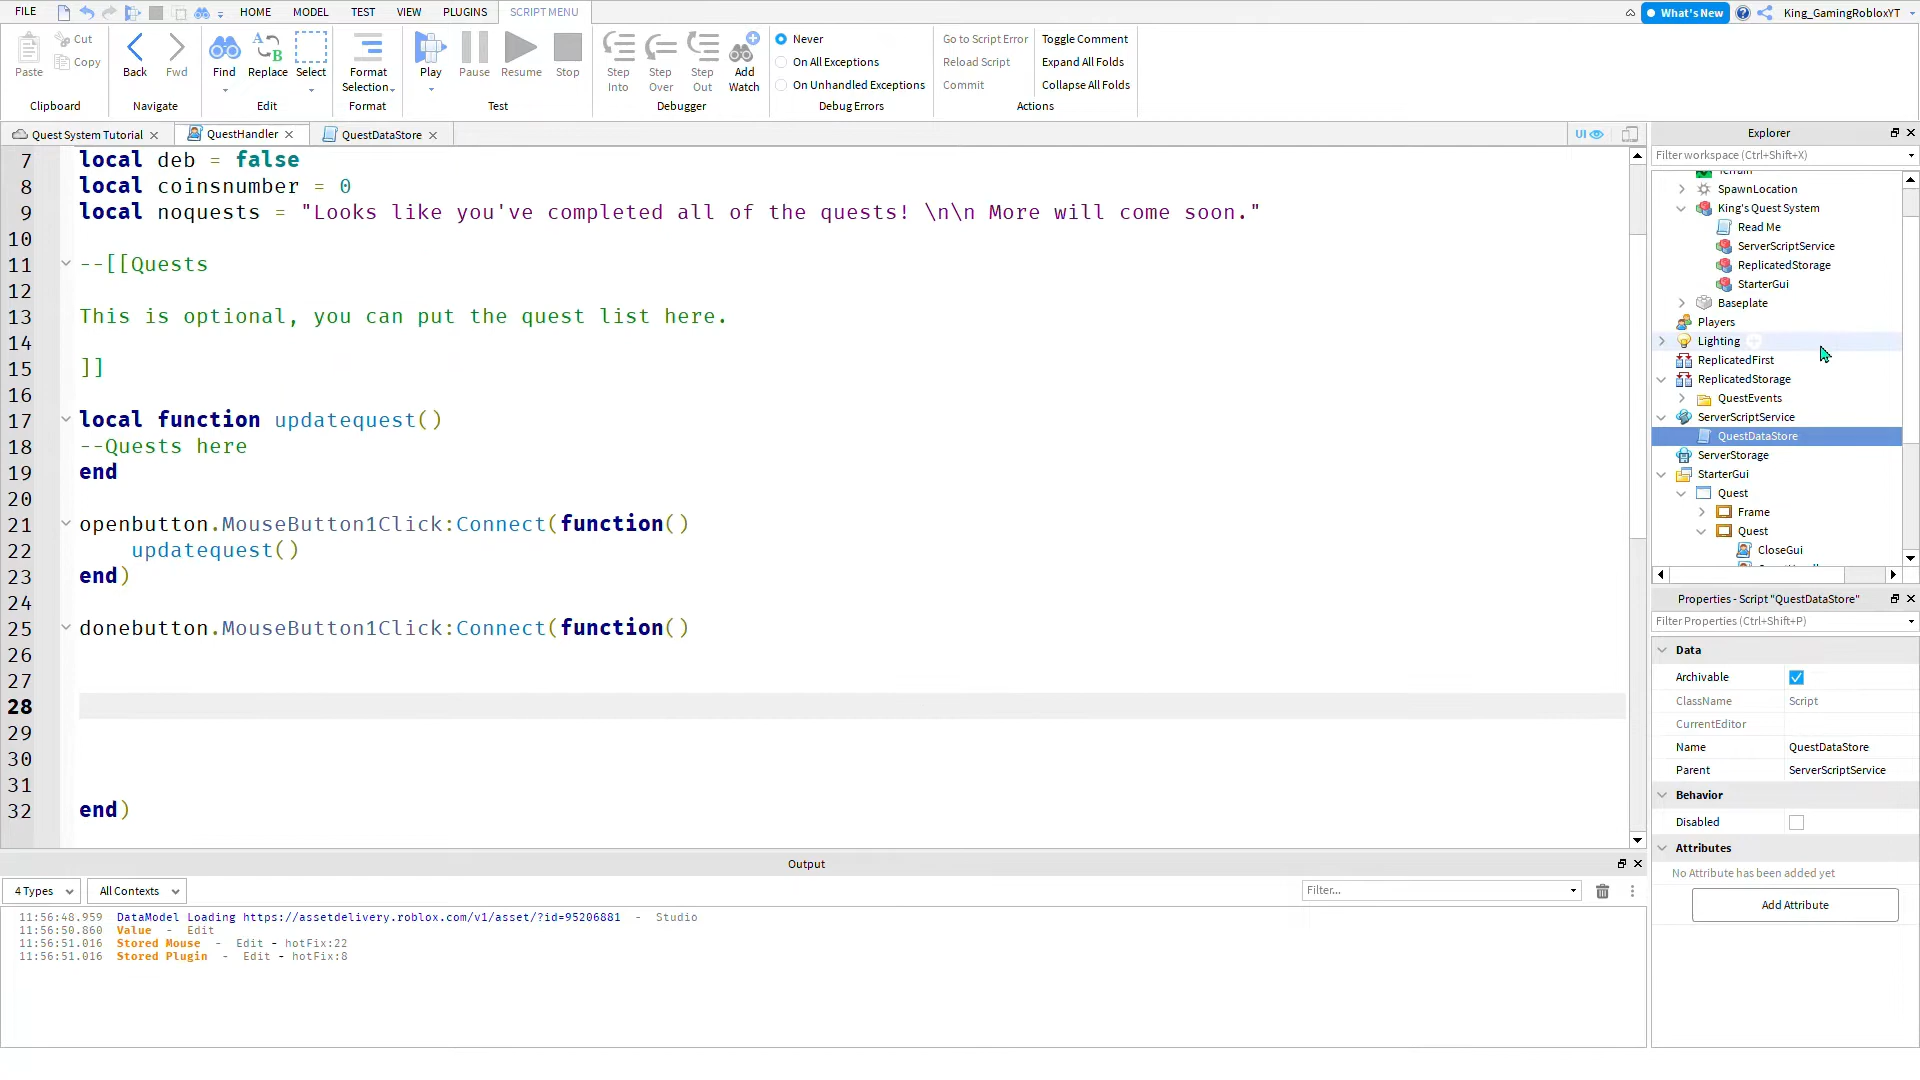 FILE
HOME
MODEL
TEST
VIEW
PLUGINS
SCRIPT MENU
What's New
King_GamingRobloxYT
Paste
Cut
Copy
Clipboard
Back
Fwd
Navigate
Find
Replace
Select
Edit
Format
Selection
Format
Play
Pause
Resume
Stop
Test
Step
Into
Step
Over
Step
Out
Add
Watch
Debugger
Never
On All Exceptions
On Unhandled Exceptions
Debug Errors
Go to Script Error
Reload Script
Commit
Toggle Comment
Expand All Folds
Collapse All Folds
Actions
Quest System Tutorial
QuestHandler
QuestDataStore
UI
7 local deb = false
8 local coinsnumber = 0
9 local noquests = "Looks like you've completed all of the quests! \n\n More will come soon."
10
11 --[[Quests
12
13 This is optional, you can put the quest list here.
14
15 ]]
16
17 local function updatequest()
18 --Quests here
19 end
20
21 openbutton.MouseButton1Click:Connect(function()
22 updatequest()
23 end)
24
25 donebutton.MouseButton1Click:Connect(function()
26
27
28
29
30
31
32 end)
Explorer
Filter workspace (Ctrl+Shift+X)
Terrain
SpawnLocation
King's Quest System
Read Me
ServerScriptService
ReplicatedStorage
StarterGui
Baseplate
Players
Lighting
ReplicatedFirst
ReplicatedStorage
QuestEvents
ServerScriptService
QuestDataStore
ServerStorage
StarterGui
Quest
Frame
Quest
CloseGui
Properties - Script "QuestDataStore"
Filter Properties (Ctrl+Shift+P)
Data
Archivable
ClassName Script
CurrentEditor
Name QuestDataStore
Parent ServerScriptService
Behavior
Disabled
Attributes
No Attribute has been added yet
Add Attribute
Output
4 Types
All Contexts
Filter...
11:56:48.959 DataModel Loading https://assetdelivery.roblox.com/v1/asset/?id=95206881 - Studio
11:56:50.860 Value - Edit
11:56:51.016 Stored Mouse - Edit - hotFix:22
11:56:51.016 Stored Plugin - Edit - hotFix:8